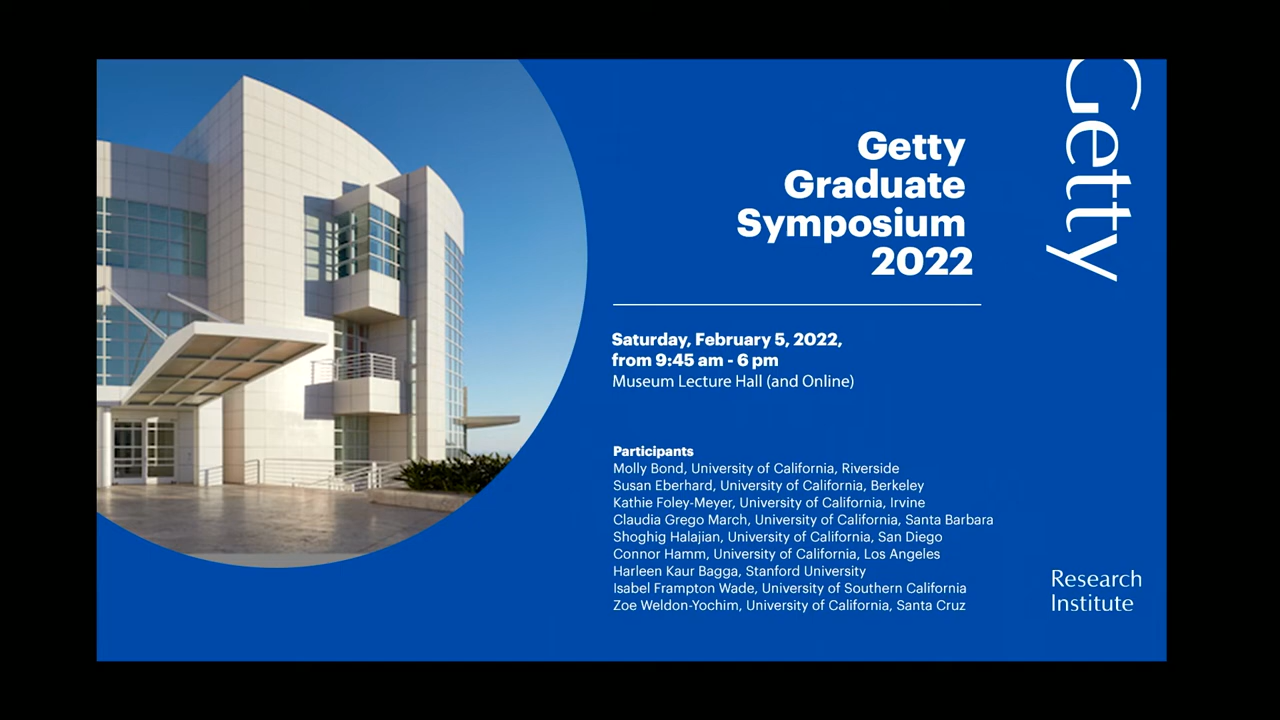 Getty
Getty
Graduate
Symposium
2022
Saturday, February 5, 2022,
from 9:45 am - 6 pm
Museum Lecture Hall (and Online)
Participants
Molly Bond, University of California, Riverside
Susan Eberhard, University of California, Berkeley
Kathie Foley-Meyer, University of California, Irvine
Claudia Grego March, University of California, Santa Barbara
Shoghig Halajian, University of California, San Diego
Connor Hamm, University of California, Los Angeles
Harleen Kaur Bagga, Stanford University
Isabel Frampton Wade, University of Southern California
Zoe Weldon-Yochim, University of California, Santa Cruz
Research
Institute